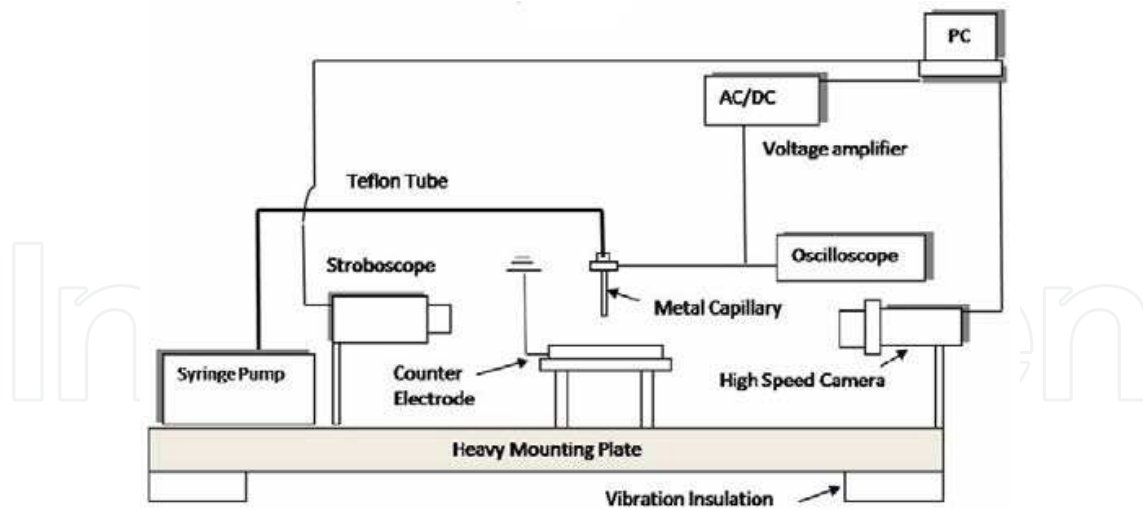 PC
AC/DC
Voltage amplifier
Teflon Tube
Stroboscope
Oscilloscope
Metal Capillary
Syringe Pump
Counter
Electrode
High Speed Camera
Heavy Mounting Plate
Vibration Insulation